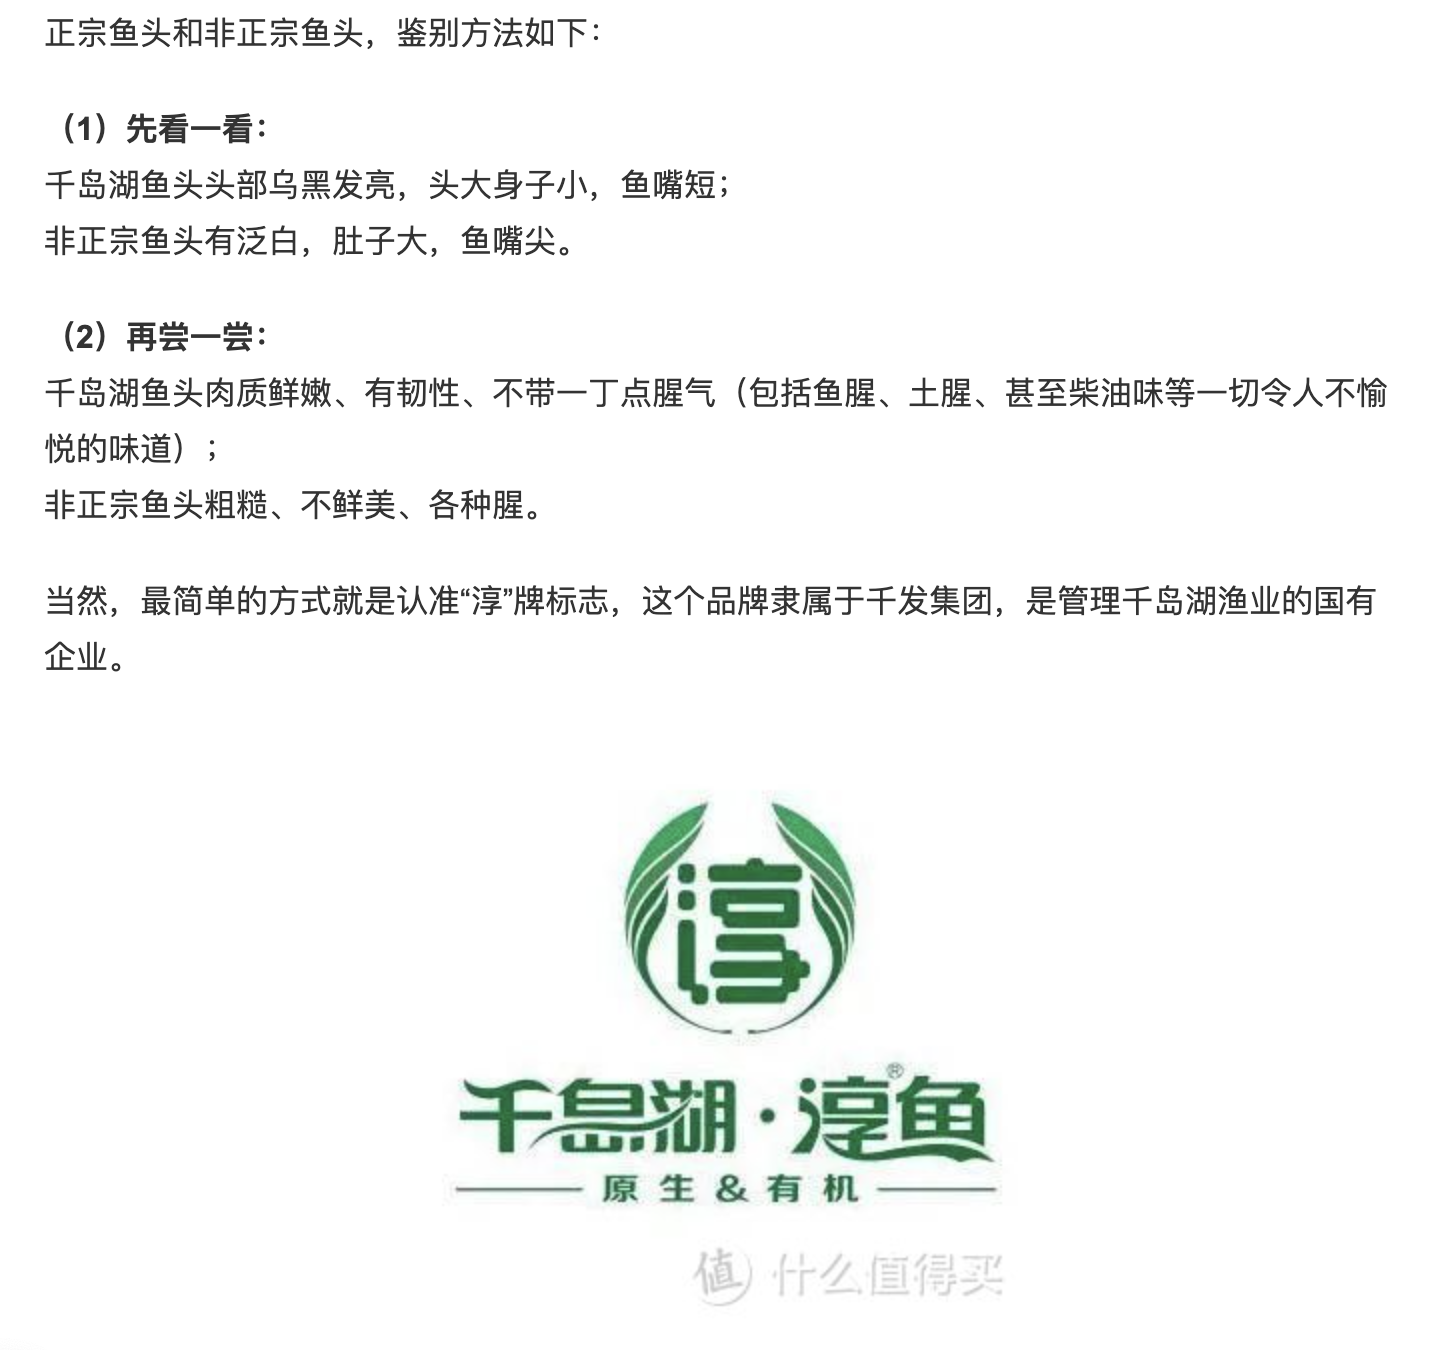 正宗鱼头和非正宗鱼头，鉴别方法如下：
（1）先看一看：
千岛湖鱼头头部乌黑发亮，头大身子小，鱼嘴短；
非正宗鱼头有泛白，肚子大，鱼嘴尖。
（2）再尝一尝：
千岛湖鱼头肉质鲜嫩、有韧性、不带一丁点腥气（包括鱼腥、土腥、甚至柴油味等一切令人不愉
悦的味道）；
非正宗鱼头粗糙、不鲜美、各种腥。
当然，最简单的方式就是认准“淳”牌标志，这个品牌隶属于千发集团，是管理千岛湖渔业的国有
企业。
淳
千岛湖·淳鱼®
原生&有机
值 什么值得买